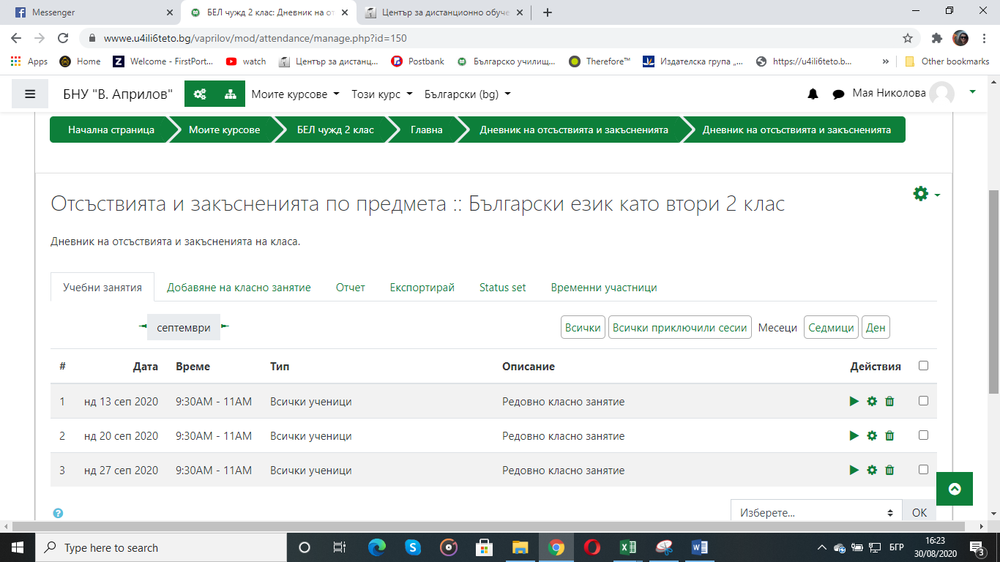 Messenger
БЕЛ чужд 2 клас: Дневник на от
Център за дистанционно обуче
wwwe.u4ili6teto.bg/vaprilov/mod/attendance/manage.php?id=150
Apps Home Welcome - FirstPort... watch Център за дистанц... Postbank Българско училищ... Therefore™ Издателска група „... https://u4ili6teto.b... » Other bookmarks
БНУ "В. Априлов" Моите курсове Този курс Български (bg) Мая Николова
Начална страница Моите курсове БЕЛ чужд 2 клас Главна Дневник на отсъствията и закъсненията Дневник на отсъствията и закъсненията
Отсъствията и закъсненията по предмета :: Български език като втори 2 клас
Дневник на отсъствията и закъсненията на класа.
Учебни занятия Добавяне на класно занятие Отчет Експортирай Status set Временни участници
септември Всички Всички приключили сесии Месеци Седмици Ден
# Дата Време Тип Описание Действия
1 нд 13 сеп 2020 9:30AM - 11AM Всички ученици Редовно класно занятие
2 нд 20 сеп 2020 9:30AM - 11AM Всички ученици Редовно класно занятие
3 нд 27 сеп 2020 9:30AM - 11AM Всички ученици Редовно класно занятие
? Изберете... ОК
Type here to search БГР 16:23
30/08/2020 3